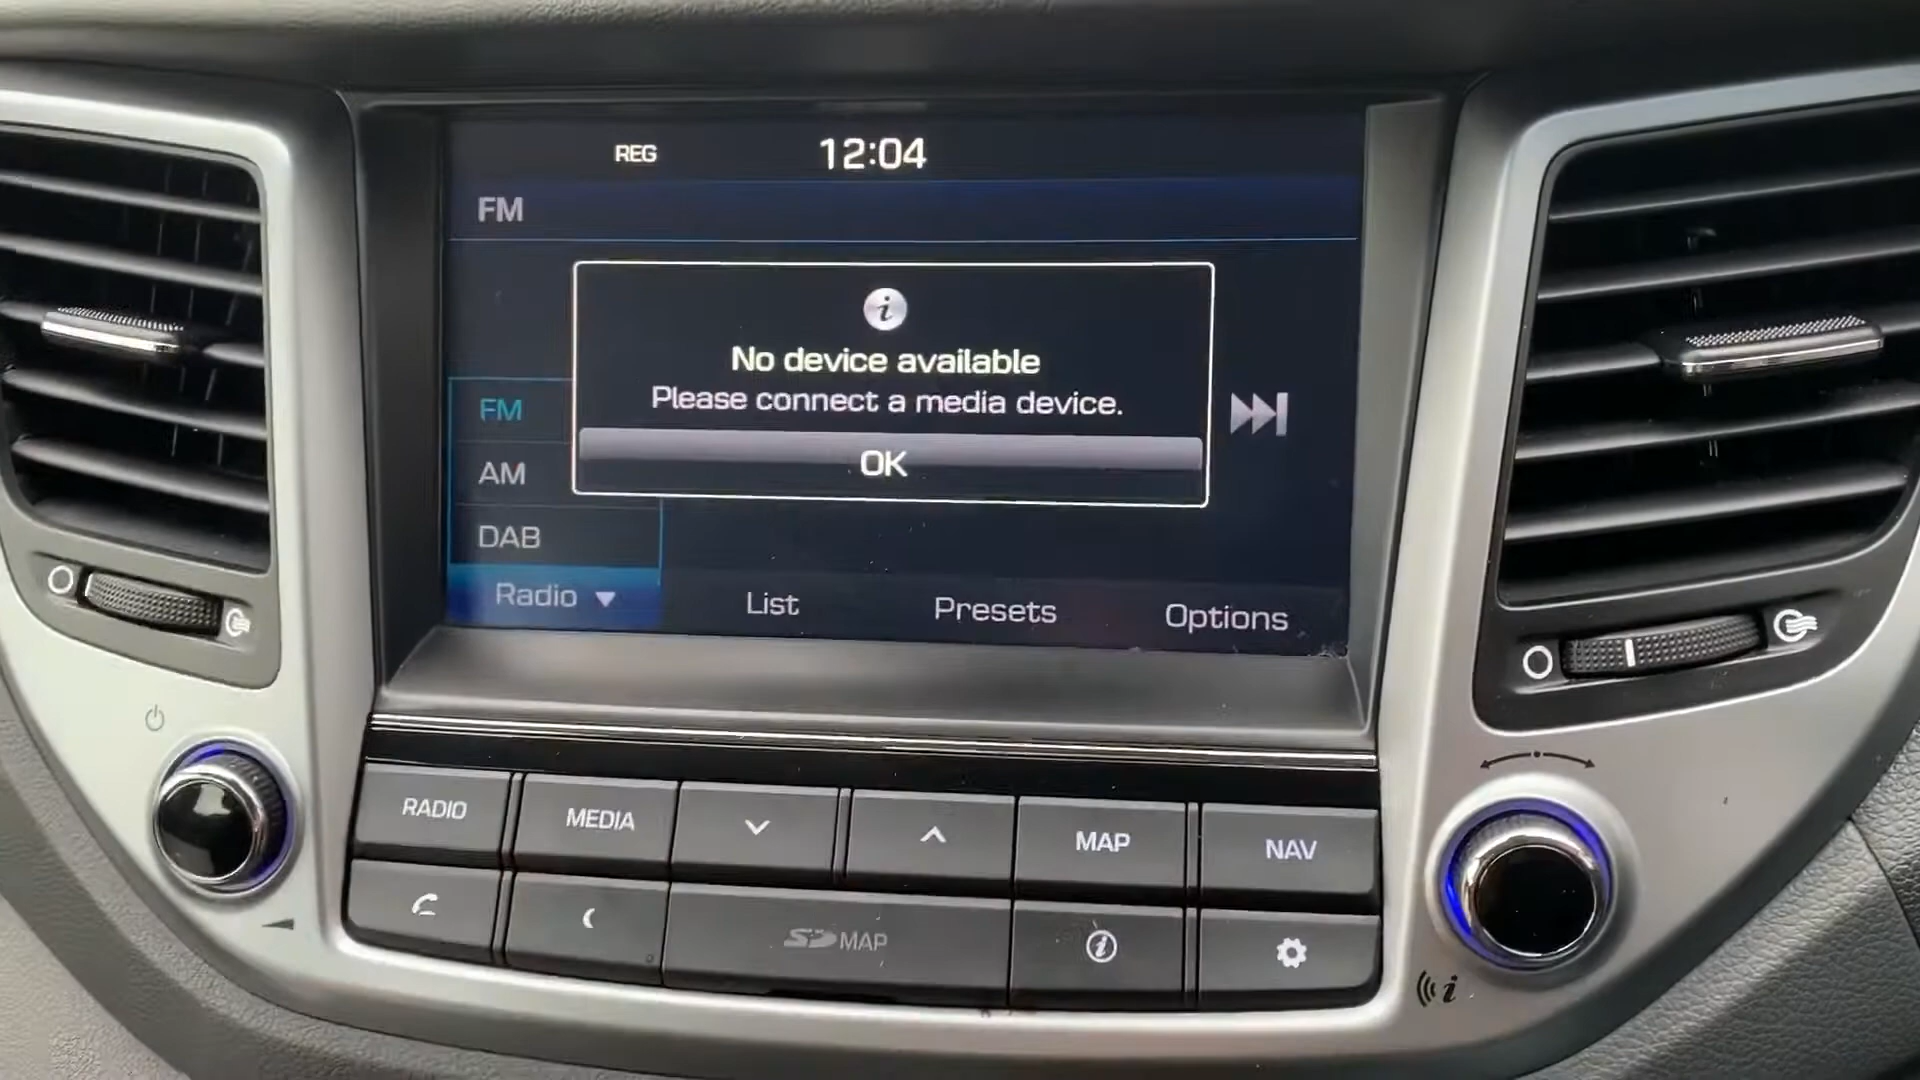 REG
12:04
FM
No device available
Please connect a media device.
OK
FM
AM
DAB
Radio
List
Presets
Options
RADIO
MEDIA
MAP
NAV
SD MAP
i
i